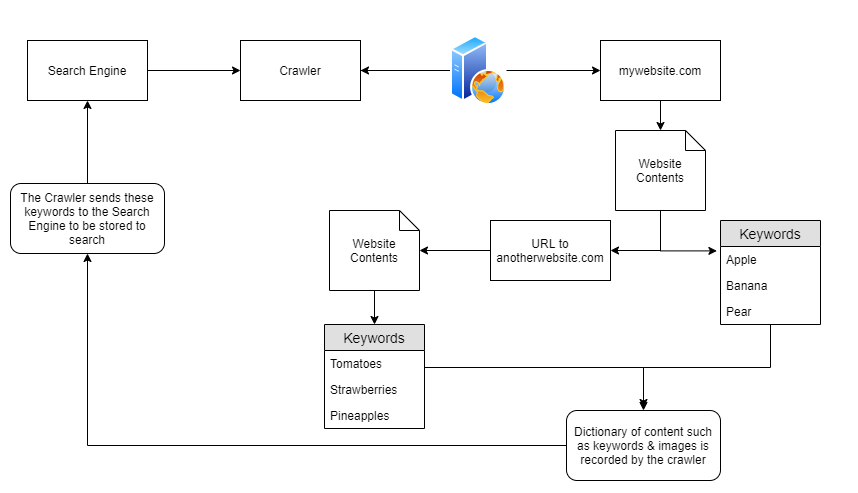 Search Engine
Crawler
mywebsite.com
Website
Contents
The Crawler sends these
keywords to the Search
Engine to be stored to
search
Website
Contents
URL to
anotherwebsite.com
Keywords
Apple
Banana
Pear
Keywords
Tomatoes
Strawberries
Pineapples
Dictionary of content such
as keywords & images is
recorded by the crawler